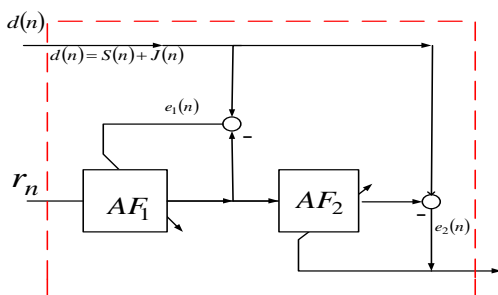 d(n)
d(n)= S(n)+ J(n)
e₁(n)
-
rₙ
AF₁
AF₂
-
e₂(n)